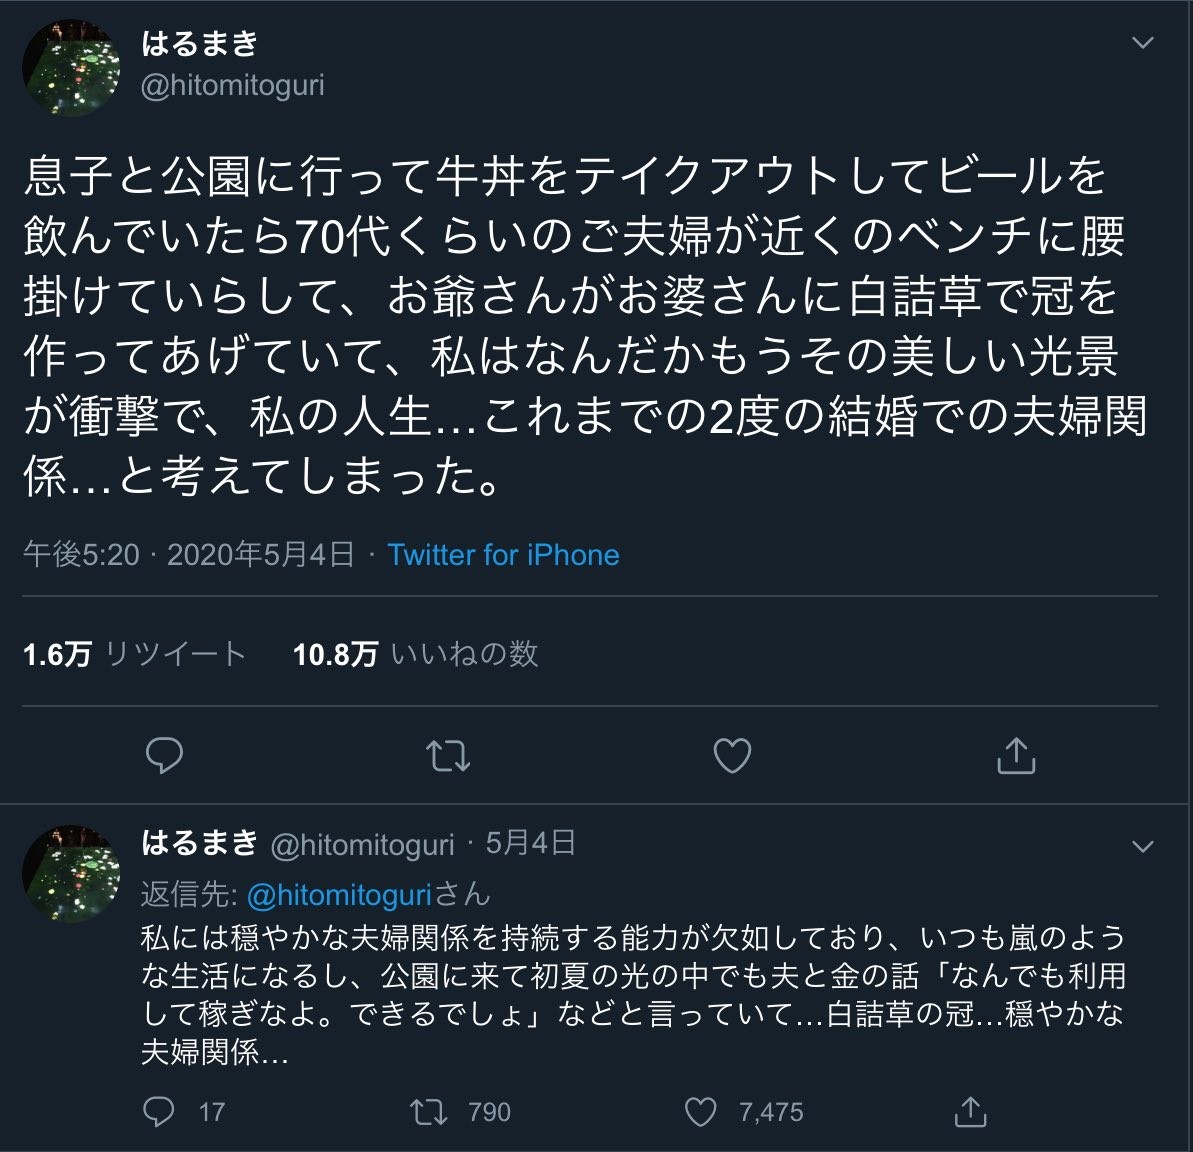 はるまき
@hitomitoguri
息子と公園に行って牛丼をテイクアウトしてビールを
飲んでいたら70代くらいのご夫婦が近くのベンチに腰
掛けていらして、お爺さんがお婆さんに白詰草で冠を
作ってあげていて、私はなんだかもうその美しい光景
が衝撃で、私の人生…これまでの2度の結婚での夫婦関
係…と考えてしまった。
午後5:20 · 2020年5月4日 · Twitter for iPhone
1.6万 リツイート 10.8万 いいねの数
はるまき @hitomitoguri · 5月4日
返信先: @hitomitoguriさん
私には穏やかな夫婦関係を持続する能力が欠如しており、いつも嵐のよう
な生活になるし、公園に来て初夏の光の中でも夫と金の話「なんでも利用
して稼ぎなよ。できるでしょ」などと言っていて…白詰草の冠…穏やかな
夫婦関係…
17 790 7,475